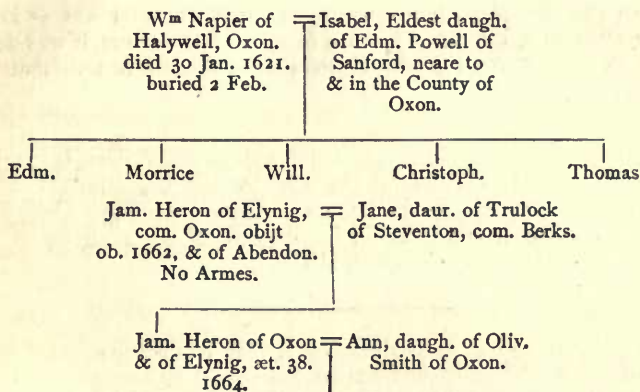 Wm Napier of
Halywell, Oxon.
died 30 Jan. 1621.
buried 2 Feb.
Isabel, Eldest daugh.
of Edm. Powell of
Sanford, neare to
& in the County of
Oxon.
Edm. Morrice Will. Christoph. Thomas
Jam. Heron of Elynig,
com. Oxon. obijt
ob. 1662, & of Abendon.
No Armes.
Jane, daur. of Trulock
of Steventon, com. Berks.
Jam. Heron of Oxon
& of Elynig, æt. 38.
1664.
Ann, daugh. of Oliv.
Smith of Oxon.